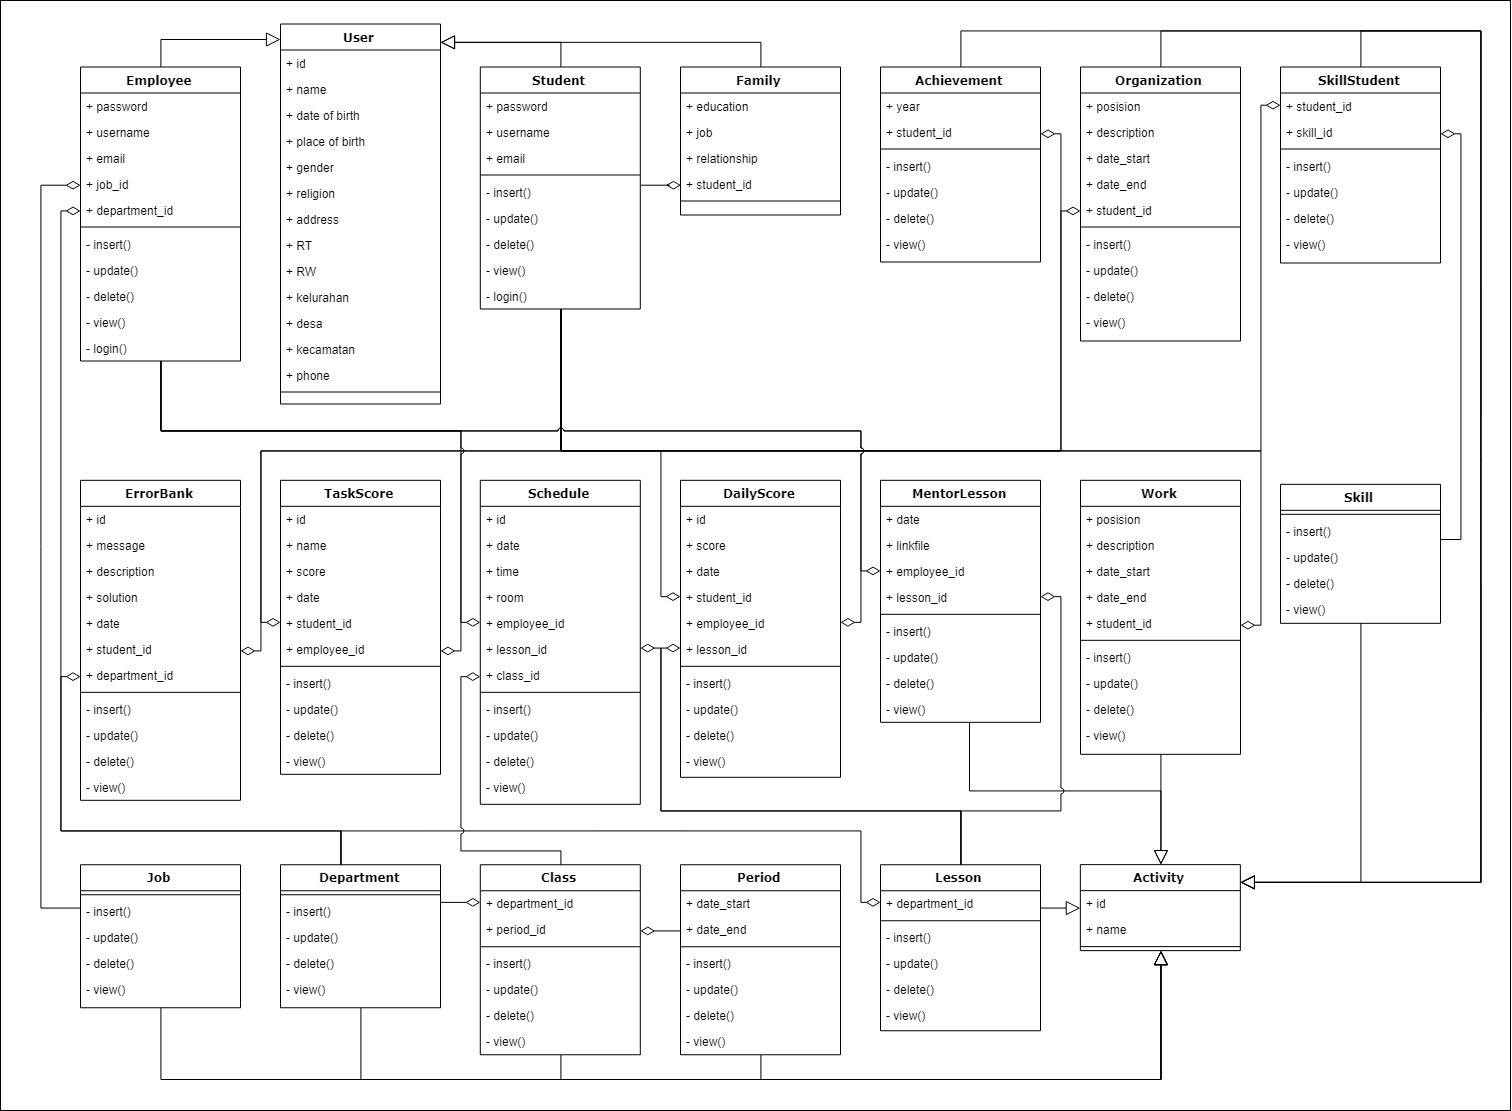 User
+ id
+ name
+ date of birth
+ place of birth
+ gender
+ religion
+ address
+ RT
+ RW
+ kelurahan
+ desa
+ kecamatan
+ phone
Employee
+ password
+ username
+ email
+ job_id
+ department_id
- insert()
- update()
- delete()
- view()
- login()
Student
+ password
+ username
+ email
- insert()
- update()
- delete()
- view()
- login()
Family
+ education
+ job
+ relationship
+ student_id
Achievement
+ year
+ student_id
- insert()
- update()
- delete()
- view()
Organization
+ posision
+ description
+ date_start
+ date_end
+ student_id
- insert()
- update()
- delete()
- view()
SkillStudent
+ student_id
+ skill_id
- insert()
- update()
- delete()
- view()
ErrorBank
+ id
+ message
+ description
+ solution
+ date
+ student_id
+ department_id
- insert()
- update()
- delete()
- view()
TaskScore
+ id
+ name
+ score
+ date
+ student_id
+ employee_id
- insert()
- update()
- delete()
- view()
Schedule
+ id
+ date
+ time
+ room
+ employee_id
+ lesson_id
+ class_id
- insert()
- update()
- delete()
- view()
DailyScore
+ id
+ score
+ date
+ student_id
+ employee_id
+ lesson_id
- insert()
- update()
- delete()
- view()
MentorLesson
+ date
+ linkfile
+ employee_id
+ lesson_id
- insert()
- update()
- delete()
- view()
Work
+ posision
+ description
+ date_start
+ date_end
+ student_id
- insert()
- update()
- delete()
- view()
Skill
- insert()
- update()
- delete()
- view()
Job
- insert()
- update()
- delete()
- view()
Department
- insert()
- update()
- delete()
- view()
Class
+ department_id
+ period_id
- insert()
- update()
- delete()
- view()
Period
+ date_start
+ date_end
- insert()
- update()
- delete()
- view()
Lesson
+ department_id
- insert()
- update()
- delete()
- view()
Activity
+ id
+ name